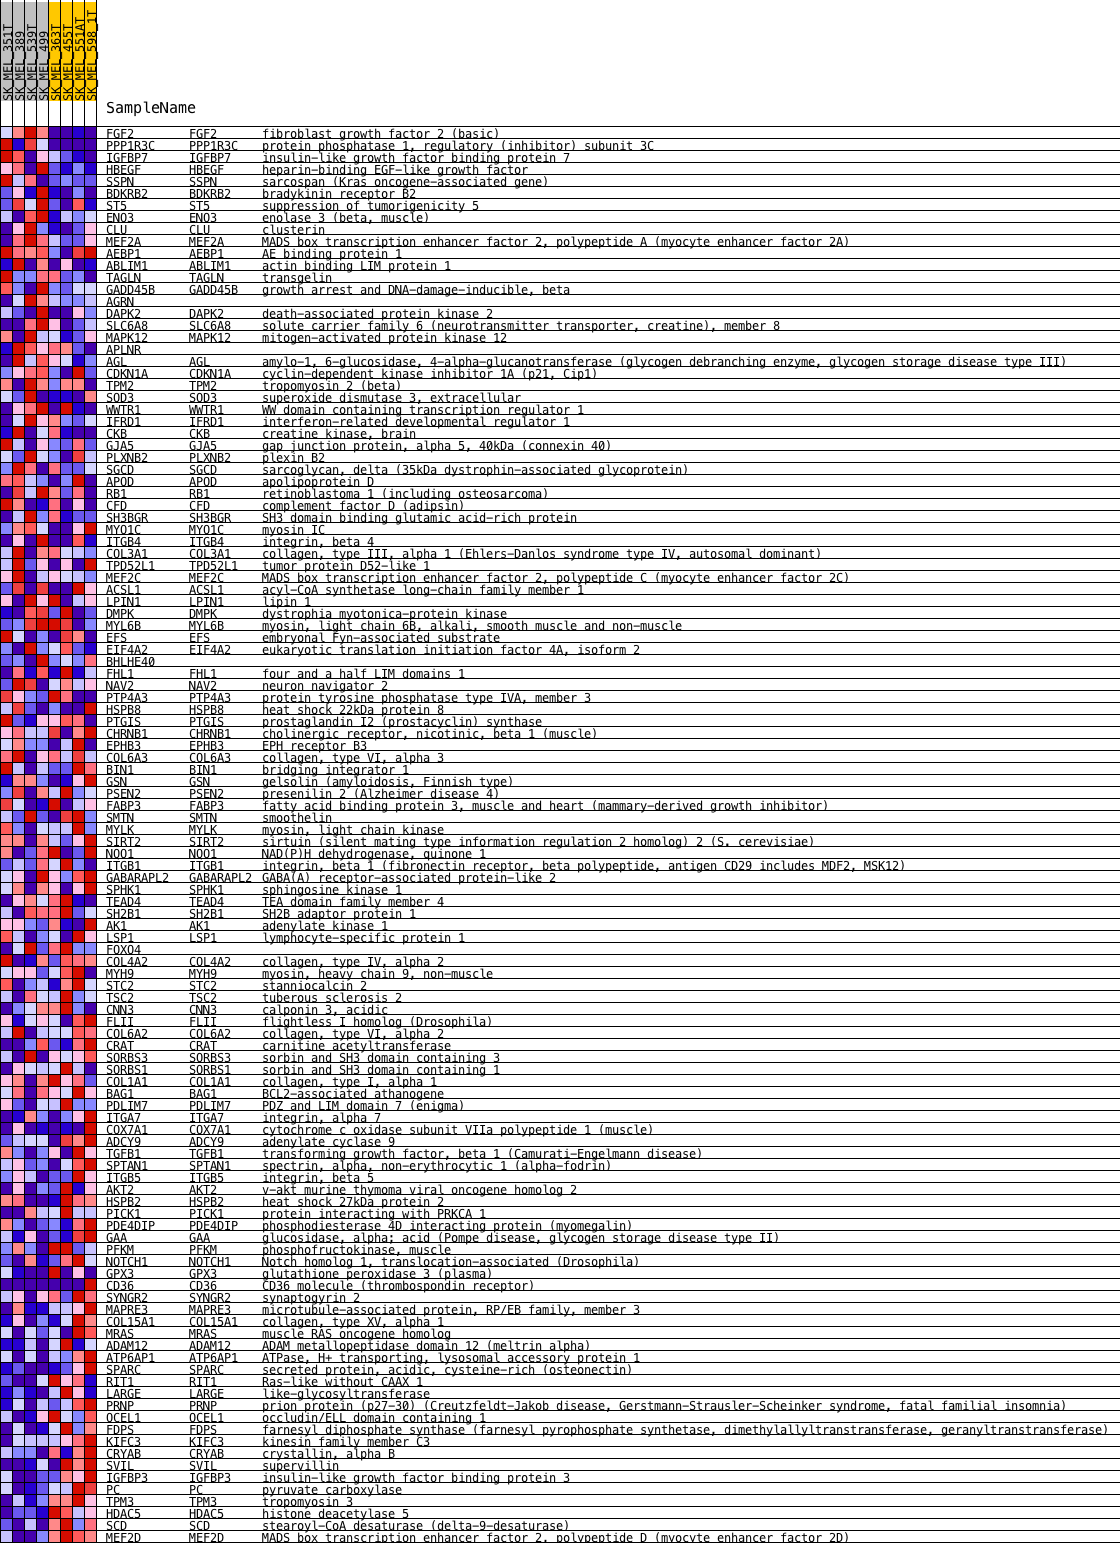 SK_MEL_351T
SK_MEL_389
SK_MEL_539T
SK_MEL_499
SK_MEL_363T
SK_MEL_455T
SK_MEL_551AT
SK_MEL_598_1T
SampleName
FGF2 FGF2 fibroblast growth factor 2 (basic)
PPP1R3C PPP1R3C protein phosphatase 1, regulatory (inhibitor) subunit 3C
IGFBP7 IGFBP7 insulin-like growth factor binding protein 7
HBEGF HBEGF heparin-binding EGF-like growth factor
SSPN SSPN sarcospan (Kras oncogene-associated gene)
BDKRB2 BDKRB2 bradykinin receptor B2
ST5 ST5 suppression of tumorigenicity 5
ENO3 ENO3 enolase 3 (beta, muscle)
CLU CLU clusterin
MEF2A MEF2A MADS box transcription enhancer factor 2, polypeptide A (myocyte enhancer factor 2A)
AEBP1 AEBP1 AE binding protein 1
ABLIM1 ABLIM1 actin binding LIM protein 1
TAGLN TAGLN transgelin
GADD45B GADD45B growth arrest and DNA-damage-inducible, beta
AGRN
DAPK2 DAPK2 death-associated protein kinase 2
SLC6A8 SLC6A8 solute carrier family 6 (neurotransmitter transporter, creatine), member 8
MAPK12 MAPK12 mitogen-activated protein kinase 12
APLNR
AGL AGL amylo-1, 6-glucosidase, 4-alpha-glucanotransferase (glycogen debranching enzyme, glycogen storage disease type III)
CDKN1A CDKN1A cyclin-dependent kinase inhibitor 1A (p21, Cip1)
TPM2 TPM2 tropomyosin 2 (beta)
SOD3 SOD3 superoxide dismutase 3, extracellular
WWTR1 WWTR1 WW domain containing transcription regulator 1
IFRD1 IFRD1 interferon-related developmental regulator 1
CKB CKB creatine kinase, brain
GJA5 GJA5 gap junction protein, alpha 5, 40kDa (connexin 40)
PLXNB2 PLXNB2 plexin B2
SGCD SGCD sarcoglycan, delta (35kDa dystrophin-associated glycoprotein)
APOD APOD apolipoprotein D
RB1 RB1 retinoblastoma 1 (including osteosarcoma)
CFD CFD complement factor D (adipsin)
SH3BGR SH3BGR SH3 domain binding glutamic acid-rich protein
MYO1C MYO1C myosin IC
ITGB4 ITGB4 integrin, beta 4
COL3A1 COL3A1 collagen, type III, alpha 1 (Ehlers-Danlos syndrome type IV, autosomal dominant)
TPD52L1 TPD52L1 tumor protein D52-like 1
MEF2C MEF2C MADS box transcription enhancer factor 2, polypeptide C (myocyte enhancer factor 2C)
ACSL1 ACSL1 acyl-CoA synthetase long-chain family member 1
LPIN1 LPIN1 lipin 1
DMPK DMPK dystrophia myotonica-protein kinase
MYL6B MYL6B myosin, light chain 6B, alkali, smooth muscle and non-muscle
EFS EFS embryonal Fyn-associated substrate
EIF4A2 EIF4A2 eukaryotic translation initiation factor 4A, isoform 2
BHLHE40
FHL1 FHL1 four and a half LIM domains 1
NAV2 NAV2 neuron navigator 2
PTP4A3 PTP4A3 protein tyrosine phosphatase type IVA, member 3
HSPB8 HSPB8 heat shock 22kDa protein 8
PTGIS PTGIS prostaglandin I2 (prostacyclin) synthase
CHRNB1 CHRNB1 cholinergic receptor, nicotinic, beta 1 (muscle)
EPHB3 EPHB3 EPH receptor B3
COL6A3 COL6A3 collagen, type VI, alpha 3
BIN1 BIN1 bridging integrator 1
GSN GSN gelsolin (amyloidosis, Finnish type)
PSEN2 PSEN2 presenilin 2 (Alzheimer disease 4)
FABP3 FABP3 fatty acid binding protein 3, muscle and heart (mammary-derived growth inhibitor)
SMTN SMTN smoothelin
MYLK MYLK myosin, light chain kinase
SIRT2 SIRT2 sirtuin (silent mating type information regulation 2 homolog) 2 (S. cerevisiae)
NQO1 NQO1 NAD(P)H dehydrogenase, quinone 1
ITGB1 ITGB1 integrin, beta 1 (fibronectin receptor, beta polypeptide, antigen CD29 includes MDF2, MSK12)
GABARAPL2 GABARAPL2 GABA(A) receptor-associated protein-like 2
SPHK1 SPHK1 sphingosine kinase 1
TEAD4 TEAD4 TEA domain family member 4
SH2B1 SH2B1 SH2B adaptor protein 1
AK1 AK1 adenylate kinase 1
LSP1 LSP1 lymphocyte-specific protein 1
FOXO4
COL4A2 COL4A2 collagen, type IV, alpha 2
MYH9 MYH9 myosin, heavy chain 9, non-muscle
STC2 STC2 stanniocalcin 2
TSC2 TSC2 tuberous sclerosis 2
CNN3 CNN3 calponin 3, acidic
FLII FLII flightless I homolog (Drosophila)
COL6A2 COL6A2 collagen, type VI, alpha 2
CRAT CRAT carnitine acetyltransferase
SORBS3 SORBS3 sorbin and SH3 domain containing 3
SORBS1 SORBS1 sorbin and SH3 domain containing 1
COL1A1 COL1A1 collagen, type I, alpha 1
BAG1 BAG1 BCL2-associated athanogene
PDLIM7 PDLIM7 PDZ and LIM domain 7 (enigma)
ITGA7 ITGA7 integrin, alpha 7
COX7A1 COX7A1 cytochrome c oxidase subunit VIIa polypeptide 1 (muscle)
ADCY9 ADCY9 adenylate cyclase 9
TGFB1 TGFB1 transforming growth factor, beta 1 (Camurati-Engelmann disease)
SPTAN1 SPTAN1 spectrin, alpha, non-erythrocytic 1 (alpha-fodrin)
ITGB5 ITGB5 integrin, beta 5
AKT2 AKT2 v-akt murine thymoma viral oncogene homolog 2
HSPB2 HSPB2 heat shock 27kDa protein 2
PICK1 PICK1 protein interacting with PRKCA 1
PDE4DIP PDE4DIP phosphodiesterase 4D interacting protein (myomegalin)
GAA GAA glucosidase, alpha; acid (Pompe disease, glycogen storage disease type II)
PFKM PFKM phosphofructokinase, muscle
NOTCH1 NOTCH1 Notch homolog 1, translocation-associated (Drosophila)
GPX3 GPX3 glutathione peroxidase 3 (plasma)
CD36 CD36 CD36 molecule (thrombospondin receptor)
SYNGR2 SYNGR2 synaptogyrin 2
MAPRE3 MAPRE3 microtubule-associated protein, RP/EB family, member 3
COL15A1 COL15A1 collagen, type XV, alpha 1
MRAS MRAS muscle RAS oncogene homolog
ADAM12 ADAM12 ADAM metallopeptidase domain 12 (meltrin alpha)
ATP6AP1 ATP6AP1 ATPase, H+ transporting, lysosomal accessory protein 1
SPARC SPARC secreted protein, acidic, cysteine-rich (osteonectin)
RIT1 RIT1 Ras-like without CAAX 1
LARGE LARGE like-glycosyltransferase
PRNP PRNP prion protein (p27-30) (Creutzfeldt-Jakob disease, Gerstmann-Strausler-Scheinker syndrome, fatal familial insomnia)
OCEL1 OCEL1 occludin/ELL domain containing 1
FDPS FDPS farnesyl diphosphate synthase (farnesyl pyrophosphate synthetase, dimethylallyltranstransferase, geranyltranstransferase)
KIFC3 KIFC3 kinesin family member C3
CRYAB CRYAB crystallin, alpha B
SVIL SVIL supervillin
IGFBP3 IGFBP3 insulin-like growth factor binding protein 3
PC PC pyruvate carboxylase
TPM3 TPM3 tropomyosin 3
HDAC5 HDAC5 histone deacetylase 5
SCD SCD stearoyl-CoA desaturase (delta-9-desaturase)
MEF2D MEF2D MADS box transcription enhancer factor 2, polypeptide D (myocyte enhancer factor 2D)